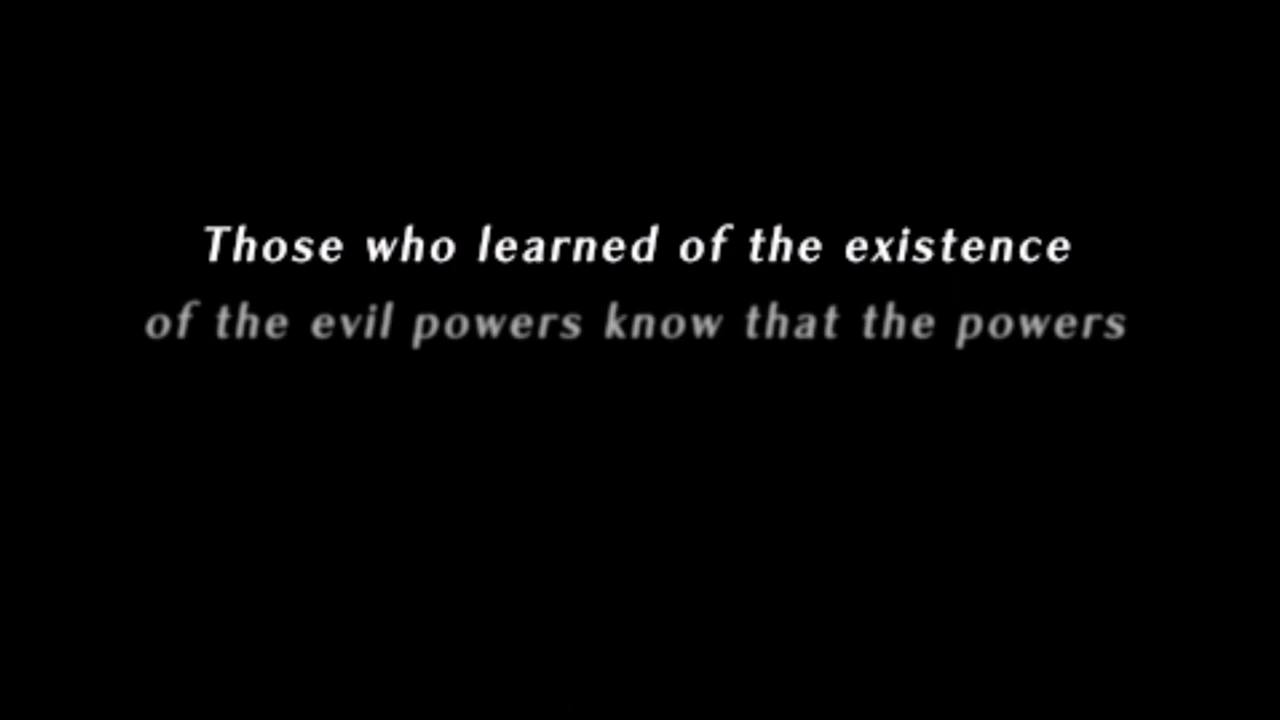 Those who learned of the existence
of the evil powers know that the powers